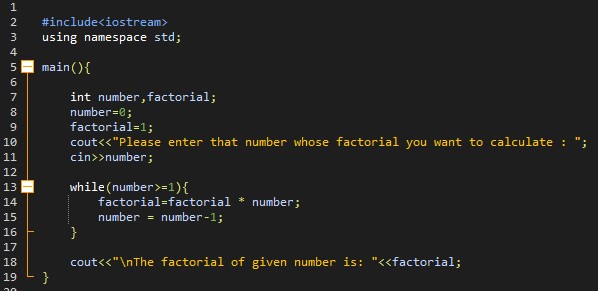 1
2 #include<iostream>
3 using namespace std;
4
5 main(){
6
7 int number,factorial;
8 number=0;
9 factorial=1;
10 cout<<"Please enter that number whose factorial you want to calculate : ";
11 cin>>number;
12
13 while(number>=1){
14 factorial=factorial * number;
15 number = number-1;
16 }
17
18 cout<<"\nThe factorial of given number is: "<<factorial;
19 }